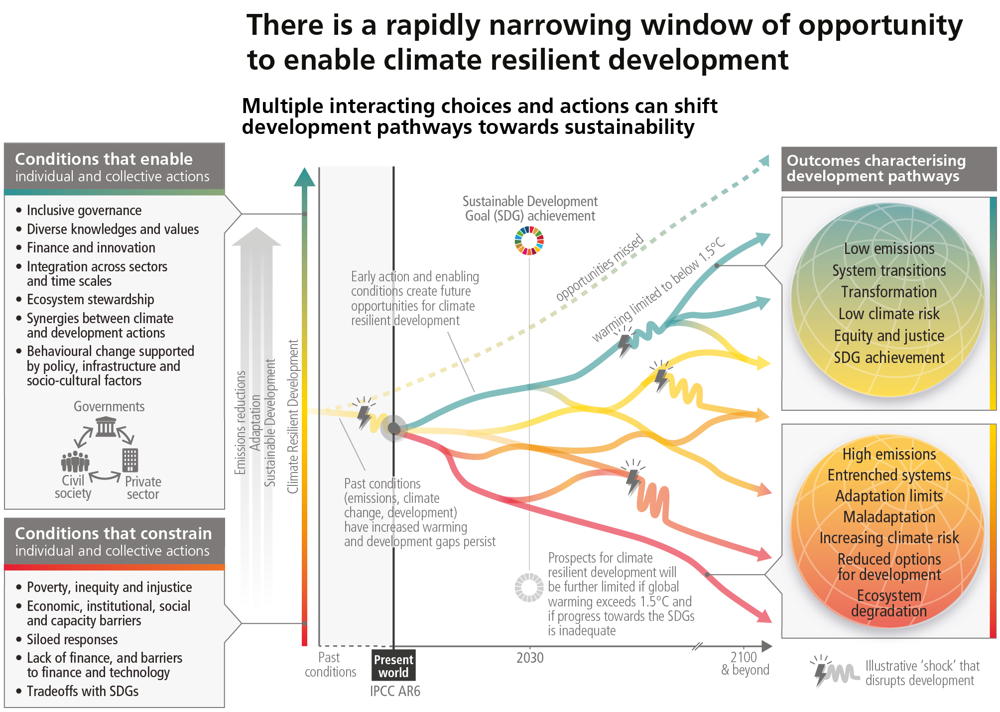 There is a rapidly narrowing window of opportunity
to enable climate resilient development
Multiple interacting choices and actions can shift
development pathways towards sustainability
Conditions that enable
individual and collective actions
• Inclusive governance
• Diverse knowledges and values
• Finance and innovation
• Integration across sectors
and time scales
• Ecosystem stewardship
• Synergies between climate
and development actions
• Behavioural change supported
by policy, infrastructure and
socio-cultural factors
Governments
Civil
society
Private
sector
Conditions that constrain
individual and collective actions
• Poverty, inequity and injustice
• Economic, institutional, social
and capacity barriers
• Siloed responses
• Lack of finance, and barriers
to finance and technology
• Tradeoffs with SDGs
Emissions reductions
Adaptation
Sustainable Development
Climate Resilient Development
Sustainable Development
Goal (SDG) achievement
Early action and enabling
conditions create future
opportunities for climate
resilient development
opportunities missed
warming limited to below 1.5°C
Past conditions
(emissions, climate
change, development)
have increased warming
and development gaps persist
Prospects for climate
resilient development will
be further limited if global
warming exceeds 1.5°C and
if progress towards the SDGs
is inadequate
Past
conditions
Present
world
IPCC AR6
2030
2100
& beyond
Outcomes characterising
development pathways
Low emissions
System transitions
Transformation
Low climate risk
Equity and justice
SDG achievement
High emissions
Entrenched systems
Adaptation limits
Maladaptation
Increasing climate risk
Reduced options
for development
Ecosystem
degradation
Illustrative ‘shock’ that
disrupts development